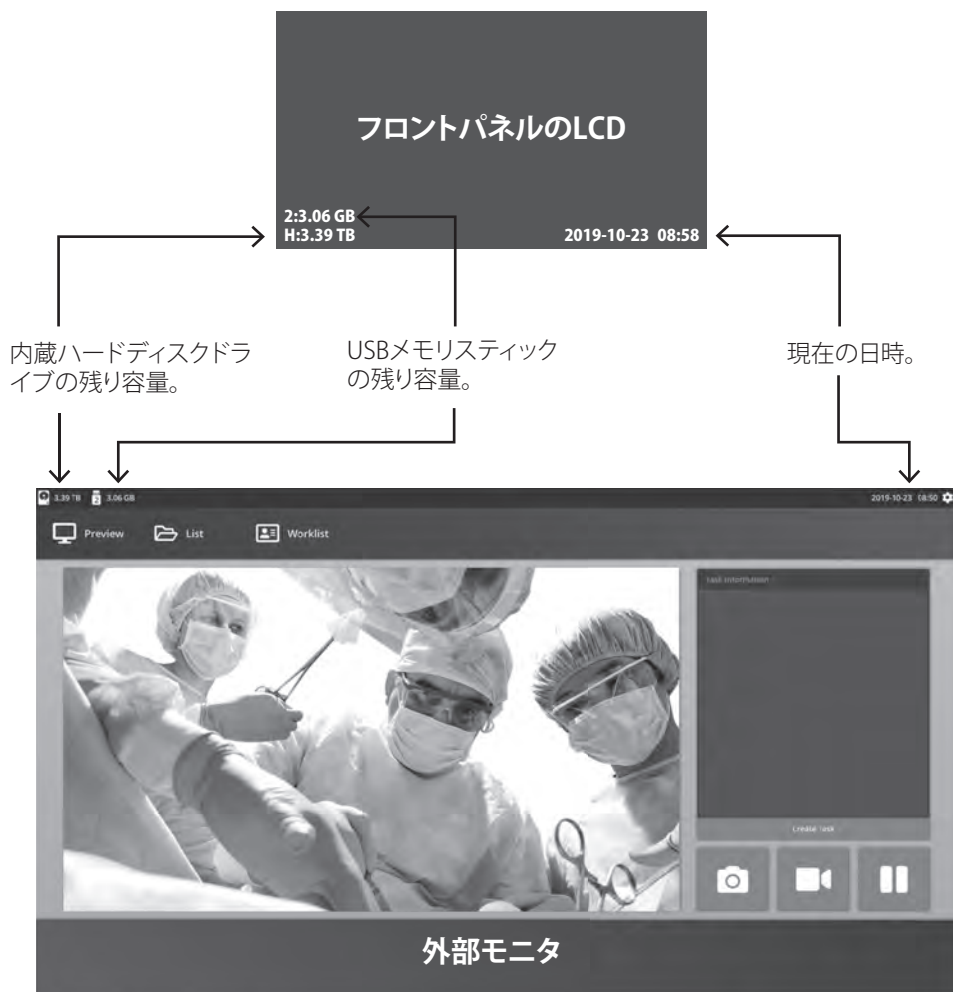 フロントパネルのLCD
2:3.06 GB
H:3.39 TB
2019-10-23 08:58
内蔵ハードディスクドラ
イブの残り容量。
USBメモリスティック
の残り容量。
現在の日時。
3.39 TB
2
3.06 GB
2019-10-23 08:50
Preview
List
Worklist
Task Information
Create Task
外部モニタ